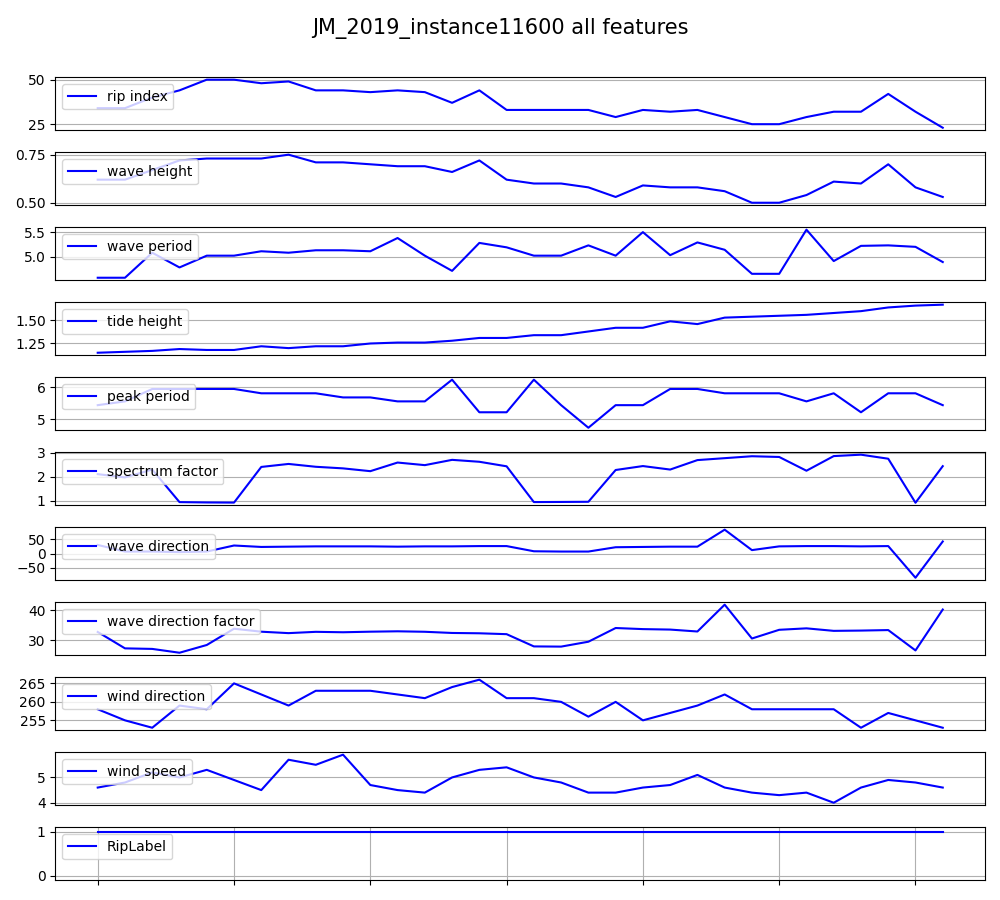 JM_2019_instance11600 all features
50
25
rip index
0.75
0.50
wave height
5.5
5.0
wave period
1.50
1.25
tide height
6
5
peak period
3
2
1
spectrum factor
50
0
−50
wave direction
40
30
wave direction factor
265
260
255
wind direction
5
4
wind speed
1
0
RipLabel